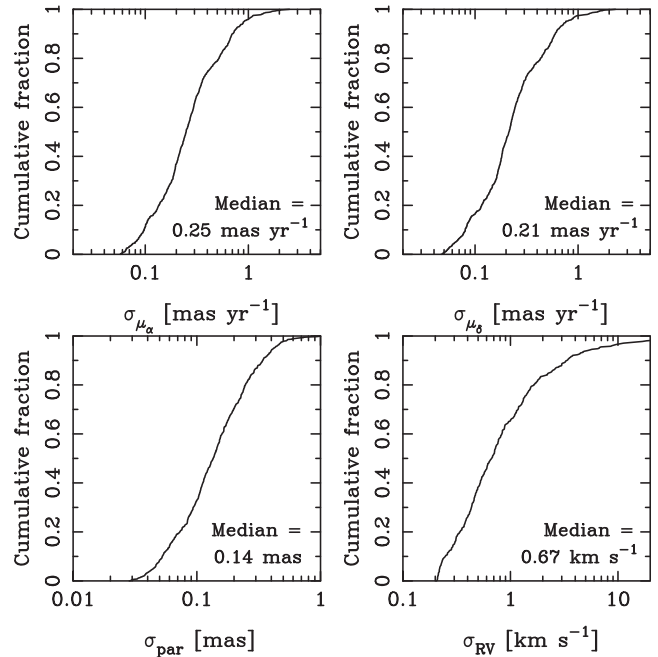 Cumulative fraction
0 0.2 0.4 0.6 0.8 1
Median =
0.25 mas yr⁻¹
0.1 1
σ_μ_α [mas yr⁻¹]
Cumulative fraction
0 0.2 0.4 0.6 0.8 1
Median =
0.21 mas yr⁻¹
0.1 1
σ_μ_δ [mas yr⁻¹]
Cumulative fraction
0 0.2 0.4 0.6 0.8 1
Median =
0.14 mas
0.01 0.1 1
σ_par [mas]
Cumulative fraction
0 0.2 0.4 0.6 0.8 1
Median =
0.67 km s⁻¹
0.1 1 10
σ_RV [km s⁻¹]